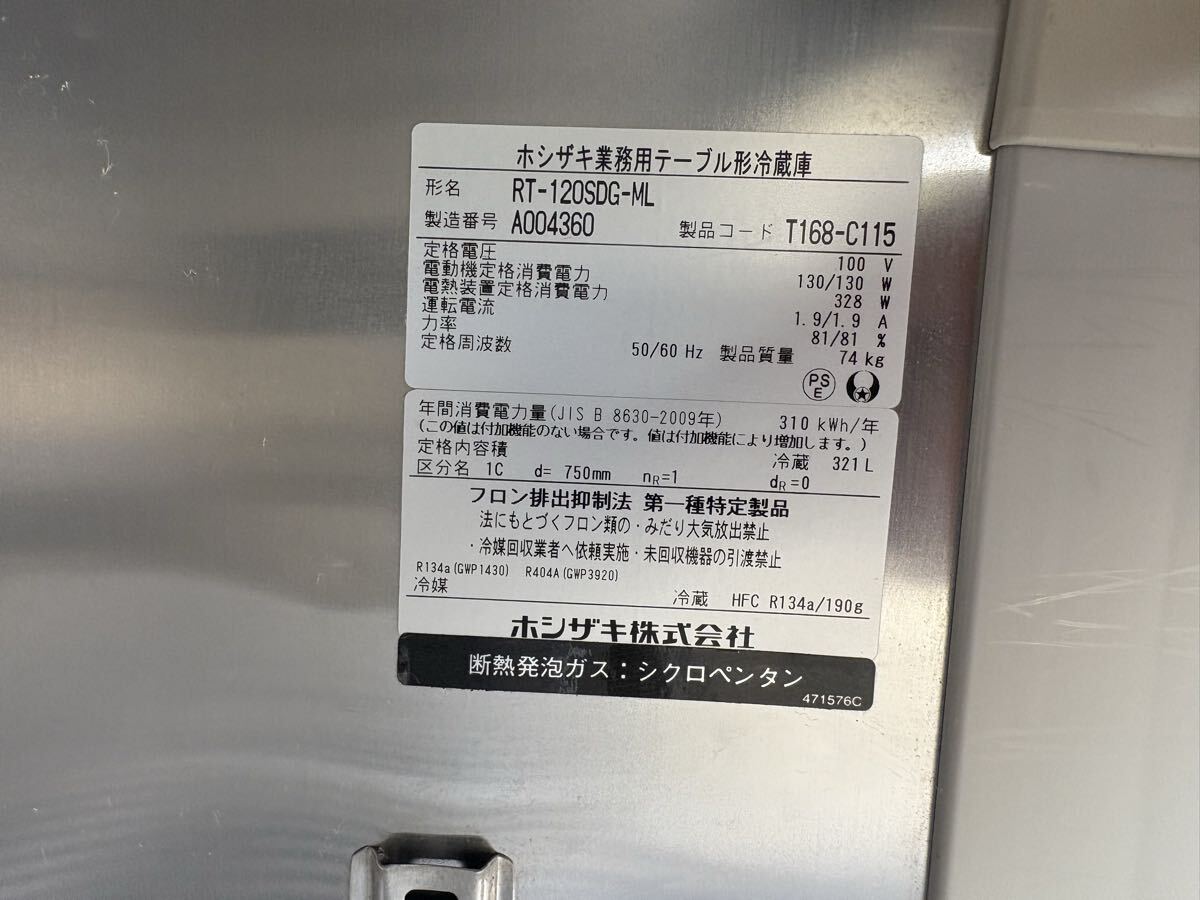 ホシザキ業務用テーブル形冷蔵庫
形名 RT-120SDG-ML
製造番号 A004360 製品コード T168-C115
定格電圧 100 V
電動機定格消費電力 130/130 W
電熱装置定格消費電力 328 W
運転電流 1.9/1.9 A
力率 81/81 %
定格周波数 50/60 Hz 製品質量 74 kg
PS
E
年間消費電力量(JIS B 8630-2009年) 310 kWh/年
(この値は付加機能のない場合です。値は付加機能により増加します。)
定格内容積 冷蔵 321 L
区分名 1C d= 750mm nR=1 dR=0
フロン排出抑制法 第一種特定製品
法にもとづくフロン類の・みだり大気放出禁止
・冷媒回収業者へ依頼実施・未回収機器の引渡禁止
R134a(GWP1430) R404A(GWP3920)
冷媒 冷蔵 HFC R134a/190g
ホシザキ株式会社
断熱発泡ガス：シクロペンタン
471576C